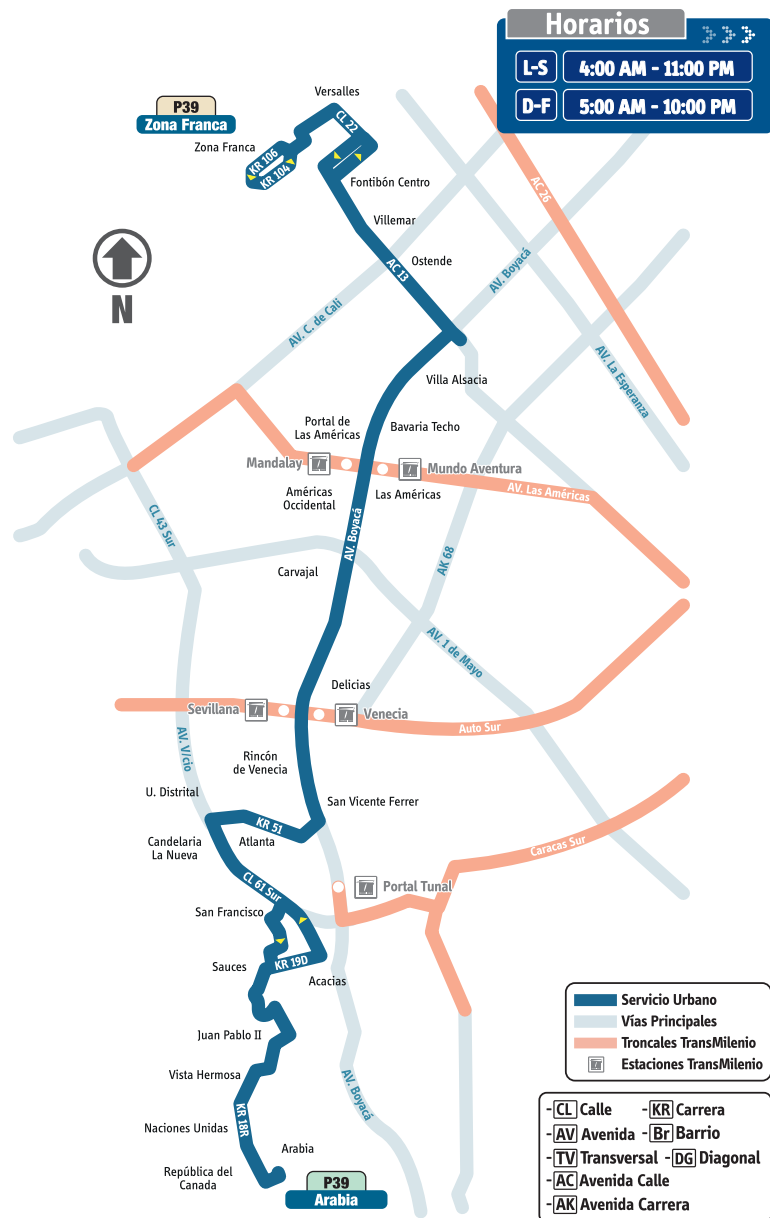 Horarios
L-S 4:00 AM - 11:00 PM
D-F 5:00 AM - 10:00 PM
P39
Zona Franca
Versalles
CL 22
Zona Franca
KR 106
KR 104
Fontibón Centro
Villemar
Ostende
AC 13
AC 26
AV. Boyacá
AV. C. de Cali
AV. La Esperanza
N
Villa Alsacia
Bavaria Techo
Portal de
Las Américas
Mandalay
Mundo Aventura
Américas
Occidental
Las Américas
AV. Las Américas
CL 43 Sur
AV. Boyacá
AK 68
Carvajal
AV. 1 de Mayo
Delicias
Sevillana
Venecia
Auto Sur
AV. V/cio
Rincón
de Venecia
U. Distrital
San Vicente Ferrer
KR 51
Candelaria
La Nueva
Atlanta
Caracas Sur
CL 61 Sur
Portal Tunal
San Francisco
KR 19D
Sauces
Acacias
Juan Pablo II
Vista Hermosa
AV. Boyacá
KR 18R
Naciones Unidas
Arabia
República del
Canada
P39
Arabia
Servicio Urbano
Vías Principales
Troncales TransMilenio
Estaciones TransMilenio
- CL Calle - KR Carrera
- AV Avenida - Br Barrio
- TV Transversal - DG Diagonal
- AC Avenida Calle
- AK Avenida Carrera